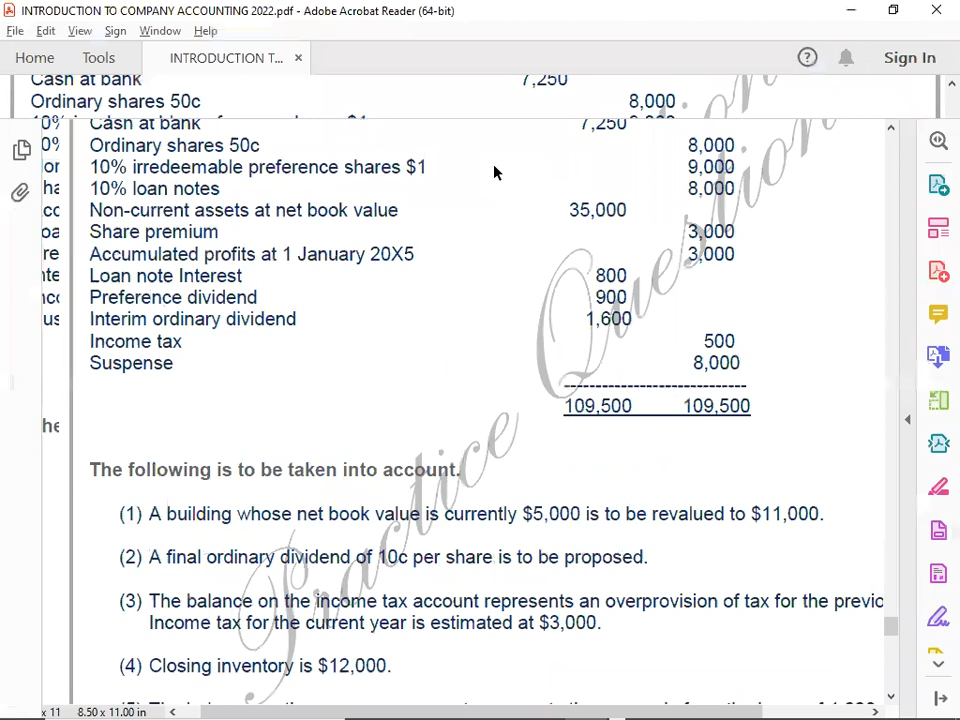 INTRODUCTION TO COMPANY ACCOUNTING 2022.pdf - Adobe Acrobat Reader (64-bit)
File Edit View Sign Window Help
Home Tools INTRODUCTION T... × Sign In
Cash at bank 7,250
Ordinary shares 50c 8,000
Cash at bank 7,250
Ordinary shares 50c 8,000
10% irredeemable preference shares $1 9,000
10% loan notes 8,000
Non-current assets at net book value 35,000
Share premium 3,000
Accumulated profits at 1 January 20X5 3,000
Loan note Interest 800
Preference dividend 900
Interim ordinary dividend 1,600
Income tax 500
Suspense 8,000
109,500 109,500
he
The following is to be taken into account.
(1) A building whose net book value is currently $5,000 is to be revalued to $11,000.
(2) A final ordinary dividend of 10c per share is to be proposed.
(3) The balance on the income tax account represents an overprovision of tax for the previo
Income tax for the current year is estimated at $3,000.
(4) Closing inventory is $12,000.
Practice Question
x 11 8.50 x 11.00 in